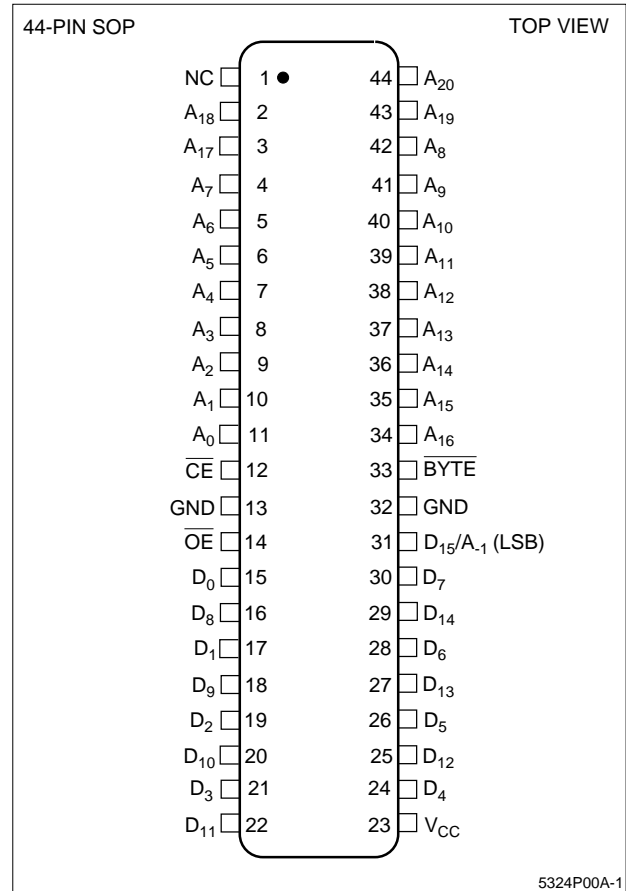 44-PIN SOP TOP VIEW
NC 1 44 A20
A18 2 43 A19
A17 3 42 A8
A7 4 41 A9
A6 5 40 A10
A5 6 39 A11
A4 7 38 A12
A3 8 37 A13
A2 9 36 A14
A1 10 35 A15
A0 11 34 A16
C̅E̅ 12 33 B̅Y̅T̅E̅
GND 13 32 GND
O̅E̅ 14 31 D15/A-1 (LSB)
D0 15 30 D7
D8 16 29 D14
D1 17 28 D6
D9 18 27 D13
D2 19 26 D5
D10 20 25 D12
D3 21 24 D4
D11 22 23 VCC
5324P00A-1